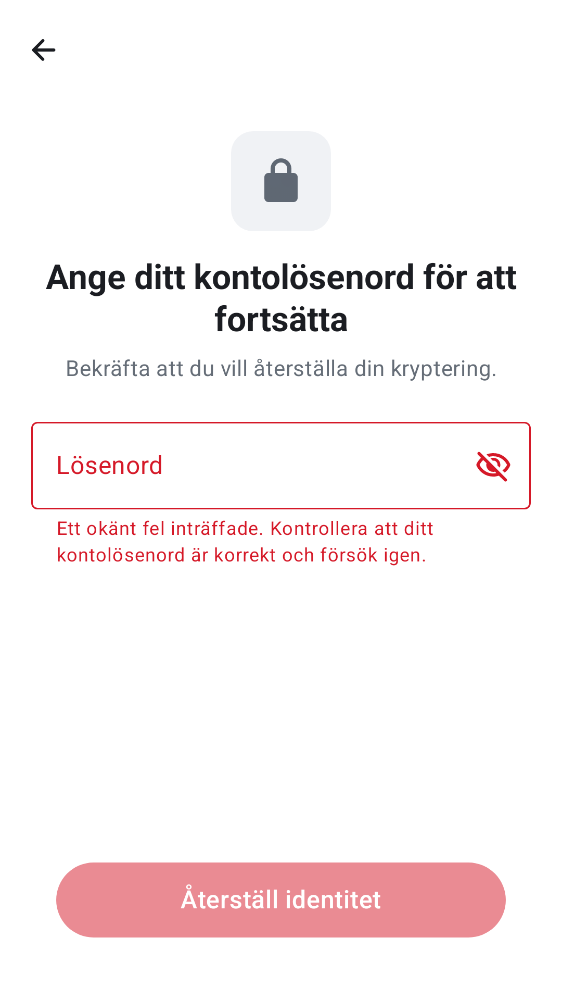 Ange ditt kontolösenord för att
fortsätta
Bekräfta att du vill återställa din kryptering.
Lösenord
Ett okänt fel inträffade. Kontrollera att ditt
kontolösenord är korrekt och försök igen.
Återställ identitet